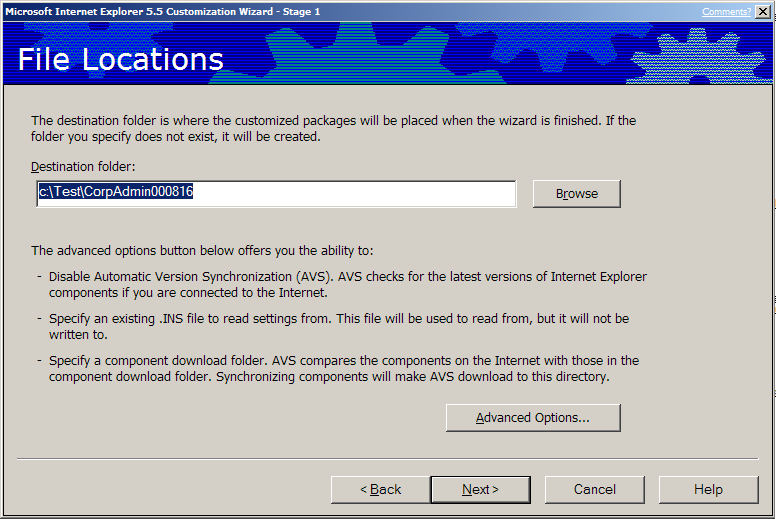 Microsoft Internet Explorer 5.5 Customization Wizard - Stage 1
Comments?
File Locations
The destination folder is where the customized packages will be placed when the wizard is finished. If the
folder you specify does not exist, it will be created.
Destination folder:
c:\Test\CorpAdmin000816
Browse
The advanced options button below offers you the ability to:
- Disable Automatic Version Synchronization (AVS). AVS checks for the latest versions of Internet Explorer
components if you are connected to the Internet.
- Specify an existing .INS file to read settings from. This file will be used to read from, but it will not be
written to.
- Specify a component download folder. AVS compares the components on the Internet with those in the
component download folder. Synchronizing components will make AVS download to this directory.
Advanced Options...
< Back
Next >
Cancel
Help